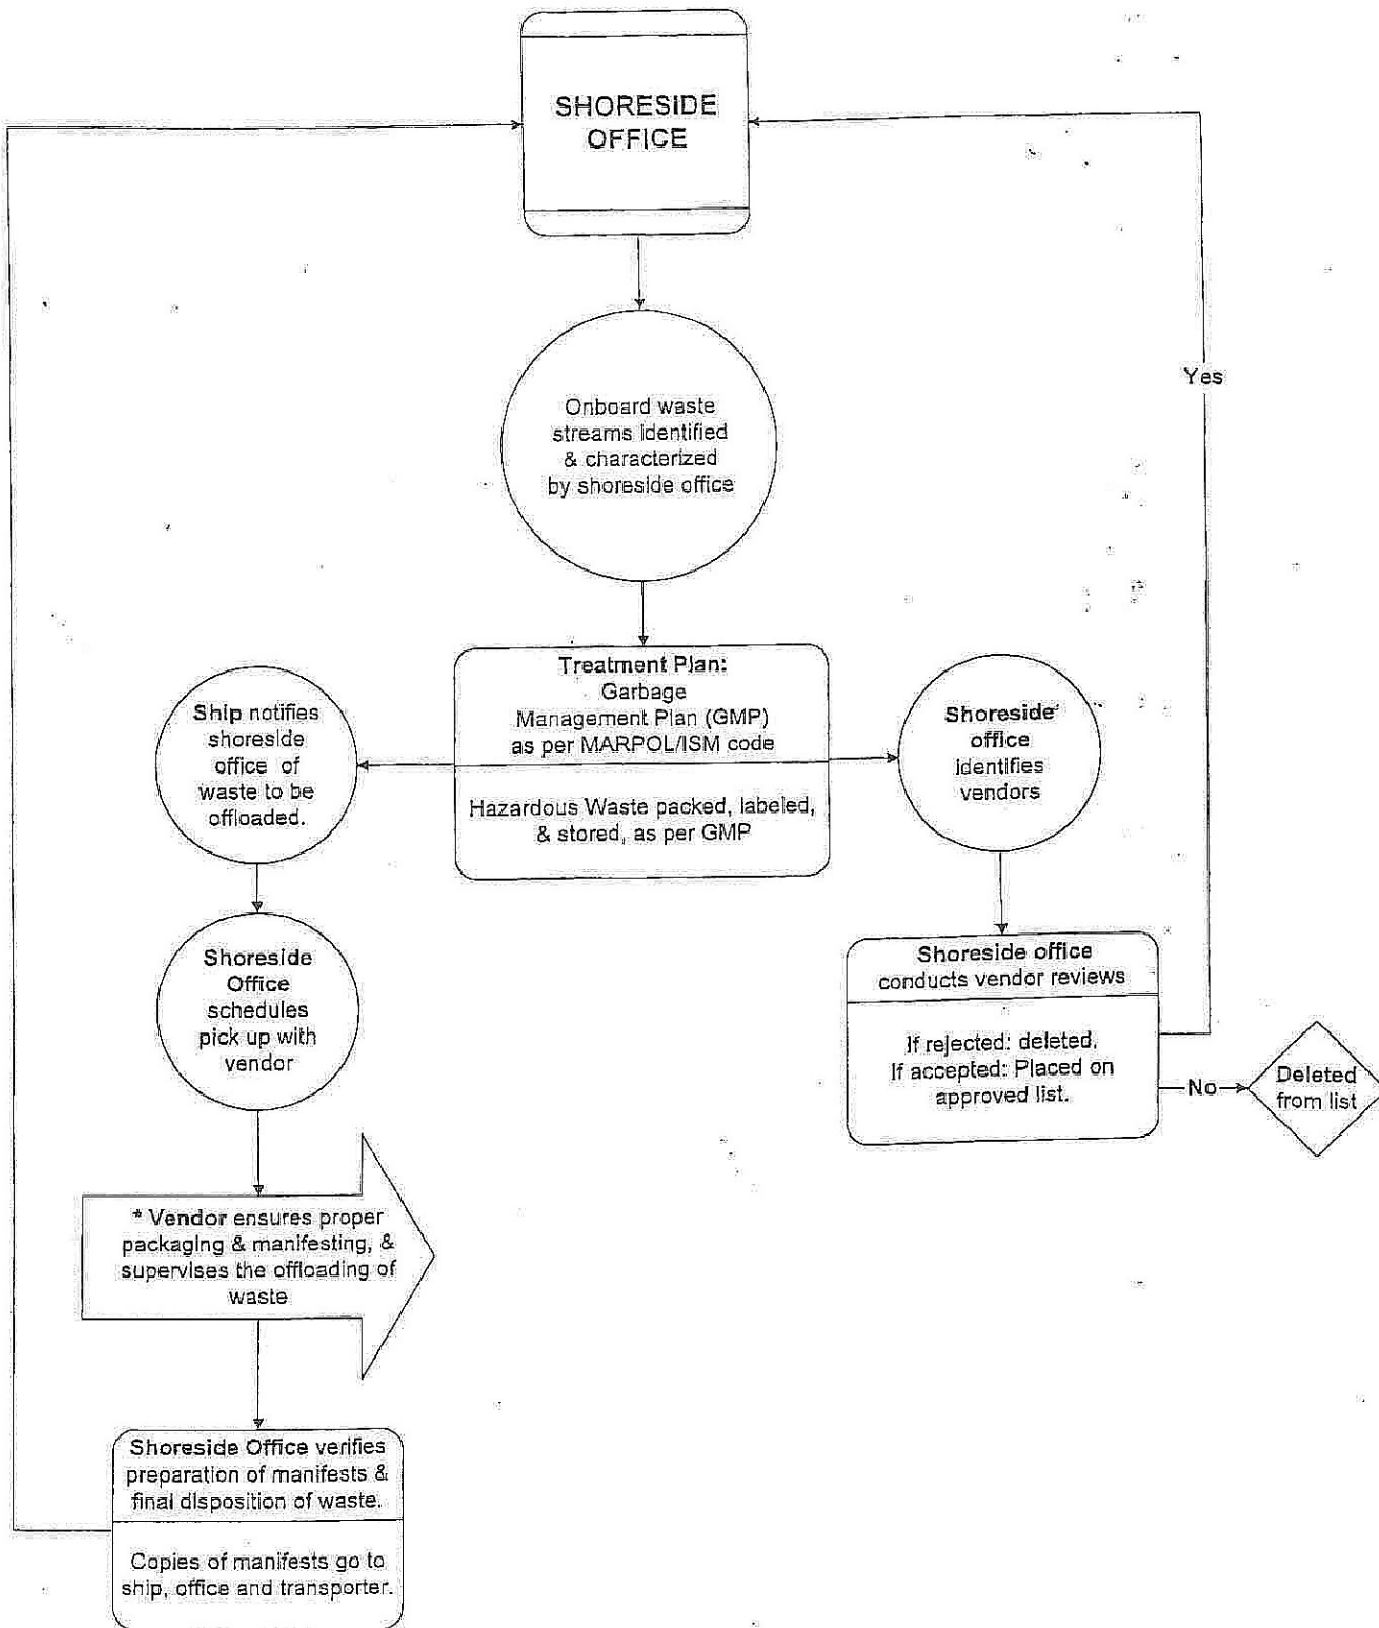 SHORESIDE
OFFICE
Yes
Onboard waste
streams identified
& characterized
by shoreside office
Treatment Plan:
Garbage
Management Plan (GMP)
as per MARPOL/ISM code
Hazardous Waste packed, labeled,
& stored, as per GMP
Ship notifies
shoreside
office of
waste to be
offloaded.
Shoreside
office
identifies
vendors
Shoreside
Office
schedules
pick up with
vendor
Shoreside office
conducts vendor reviews
If rejected: deleted.
If accepted: Placed on
approved list.
No
Deleted
from list
* Vendor ensures proper
packaging & manifesting, &
supervises the offloading of
waste
Shoreside Office verifies
preparation of manifests &
final disposition of waste.
Copies of manifests go to
ship, office and transporter.